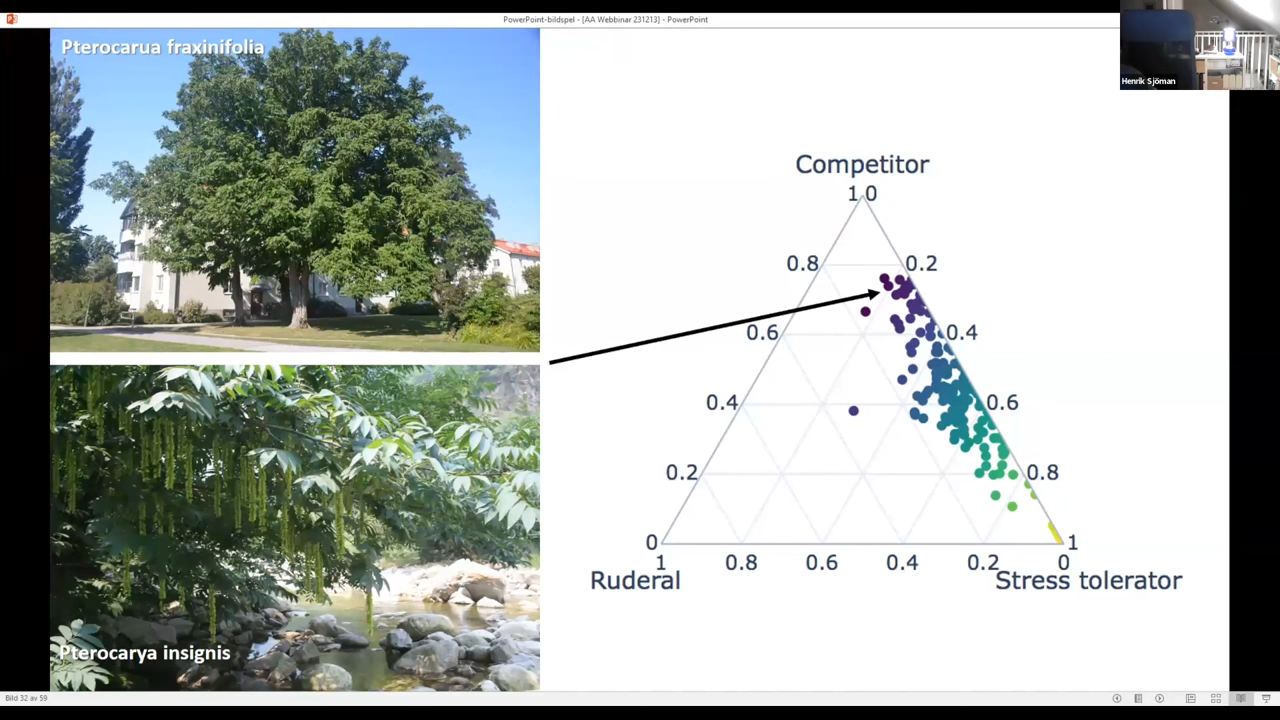 PowerPoint-bildspel - [AA Webbinar 231213] - PowerPoint
Henrik Sjöman
Pterocarua fraxinifolia
Pterocarya insignis
Competitor
1.0
0.8
0.2
0.6
0.4
0.4
0.6
0.2
0.8
0
1
1
0.8
0.6
0.4
0.2
0
Ruderal
Stress tolerator
Bild 32 av 59